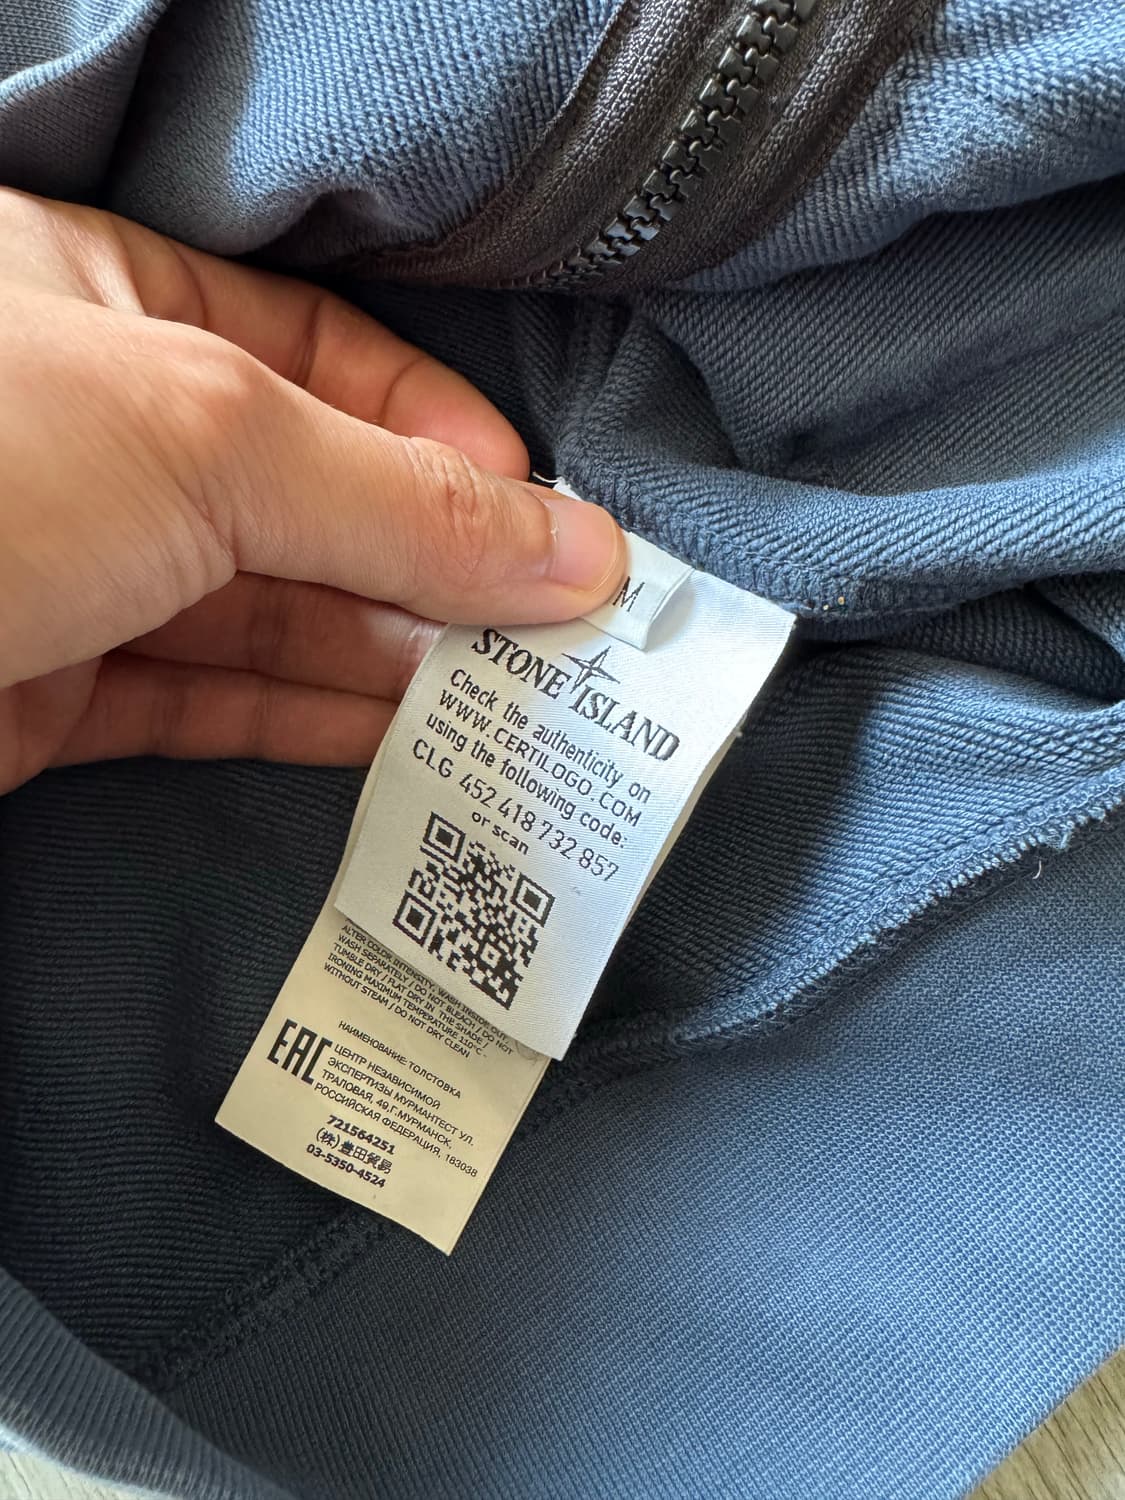 M
STONE ISLAND
Check the authenticity on
WWW.CERTILOGO.COM
using the following code:
CLG 452 418 732 857
or scan
ALTER COLOR INTENSITY. WASH INSIDE OUT.
WASH SEPARATELY / DO NOT BLEACH / DO NOT
TUMBLE DRY / FLAT DRY IN THE SHADE /
IRONING MAXIMUM TEMPERATURE 110°C -
WITHOUT STEAM / DO NOT DRY CLEAN
EAC
НАИМЕНОВАНИЕ:ТОЛСТОВКА
ЦЕНТР НЕЗАВИСИМОЙ
ЭКСПЕРТИЗЫ МУРМАНТЕСТ УЛ.
ТРАЛОВАЯ, 49,Г.МУРМАНСК,
РОССИЙСКАЯ ФЕДЕРАЦИЯ, 183038
721564251
(株)豊田貿易
03-5350-4524